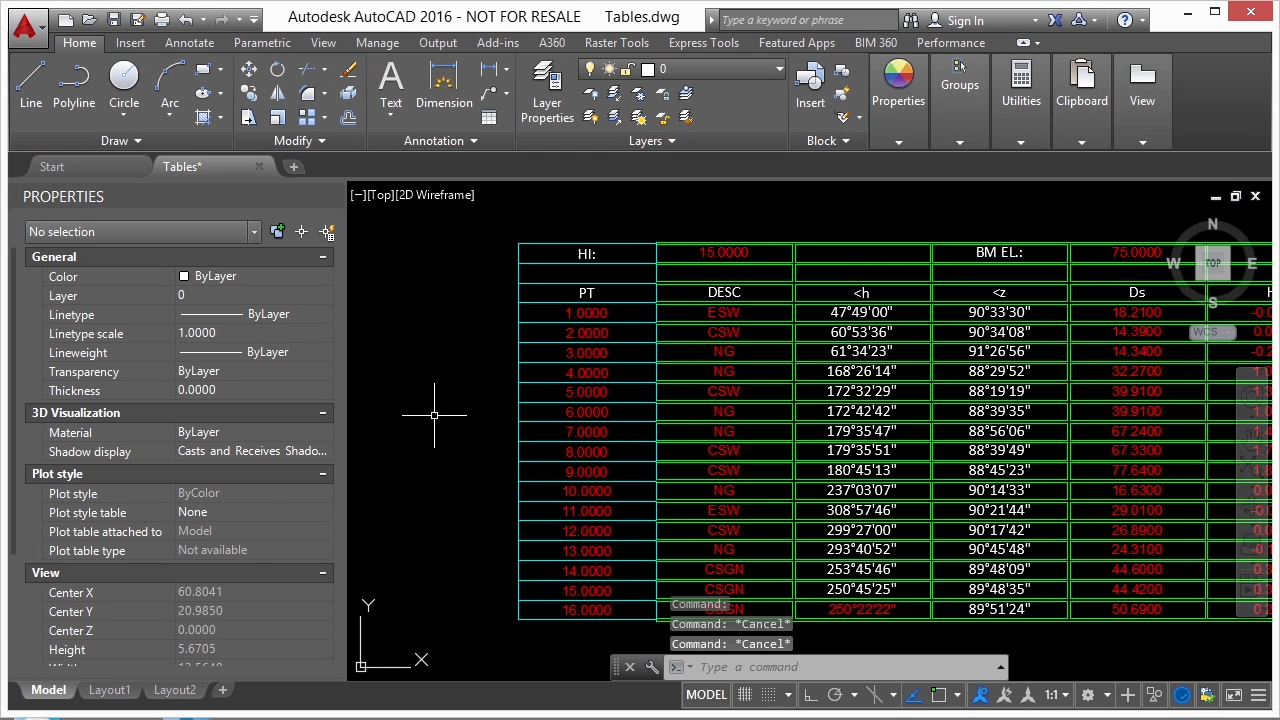 Autodesk AutoCAD 2016 - NOT FOR RESALE Tables.dwg Type a keyword or phrase Sign In
Home Insert Annotate Parametric View Manage Output Add-ins A360 Raster Tools Express Tools Featured Apps BIM 360 Performance
Line Polyline Circle Arc Text Dimension Layer Properties 0 Insert Properties Groups Utilities Clipboard View
Draw Modify Annotation Layers Block
Start Tables*
PROPERTIES [−][Top][2D Wireframe]
No selection
General
Color ByLayer
Layer 0
Linetype ByLayer
Linetype scale 1.0000
Lineweight ByLayer
Transparency ByLayer
Thickness 0.0000
3D Visualization
Material ByLayer
Shadow display Casts and Receives Shado...
Plot style
Plot style ByColor
Plot style table None
Plot table attached to Model
Plot table type Not available
View
Center X 60.8041
Center Y 20.9850
Center Z 0.0000
Height 5.6705
N
W TOP E
S
WCS
HI: 15.0000 BM EL.: 75.0000
PT DESC <h <z Ds
1.0000 ESW 47°49'00" 90°33'30" 18.2100
2.0000 CSW 60°53'36" 90°34'08" 14.3900
3.0000 NG 61°34'23" 91°26'56" 14.3400
4.0000 NG 168°26'14" 88°29'52" 32.2700
5.0000 CSW 172°32'29" 88°19'19" 39.9100
6.0000 NG 172°42'42" 88°39'35" 39.9100
7.0000 NG 179°35'47" 88°56'06" 67.2400
8.0000 CSW 179°35'51" 88°39'49" 67.3300
9.0000 CSW 180°45'13" 88°45'23" 77.6400
10.0000 NG 237°03'07" 90°14'33" 16.6300
11.0000 ESW 308°57'46" 90°21'44" 29.0100
12.0000 CSW 299°27'00" 90°17'42" 26.8900
13.0000 NG 293°40'52" 90°45'48" 24.3100
14.0000 CSGN 253°45'46" 89°48'09" 44.6000
15.0000 CSGN 250°45'25" 89°48'35" 44.4200
16.0000 CSGN 250°22'22" 89°51'24" 50.6900
Command:
Command: *Cancel*
Command: *Cancel*
Y
X
Type a command
Model Layout1 Layout2 MODEL 1:1